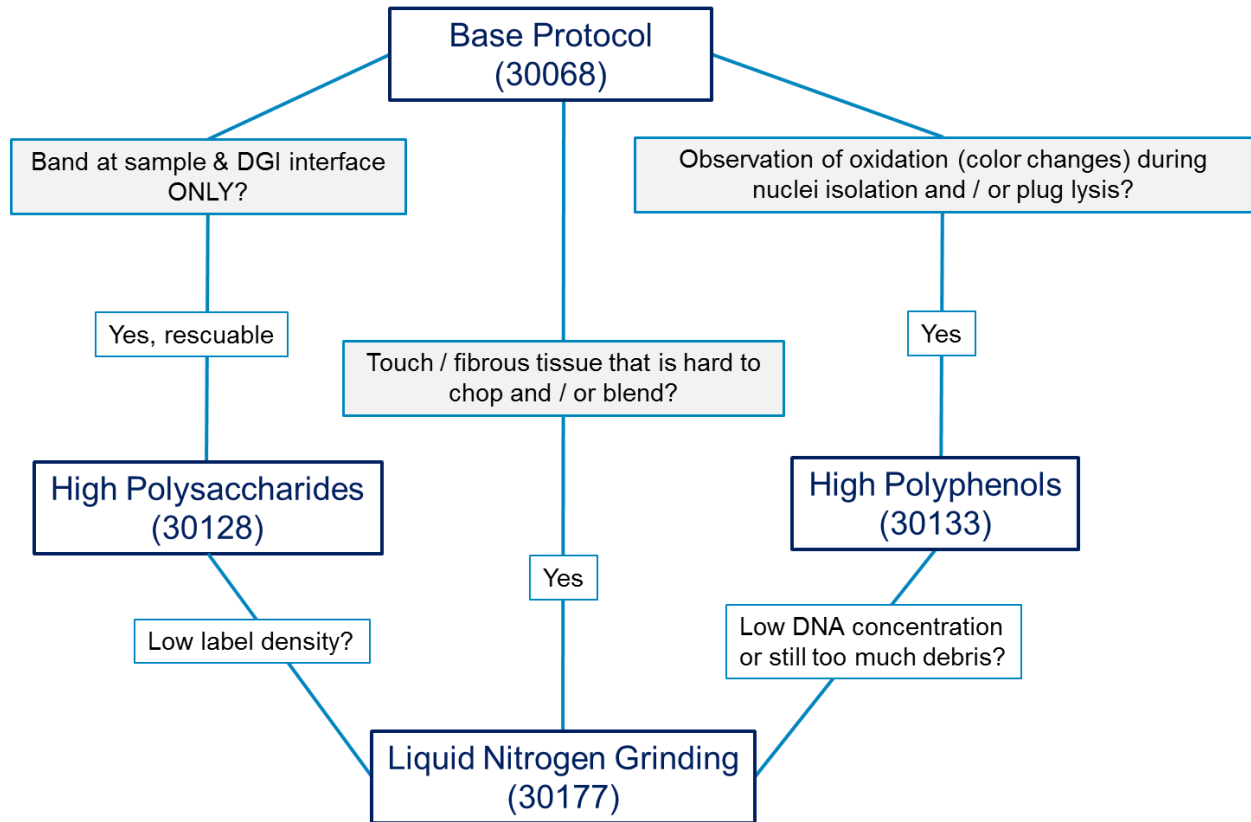 Base Protocol
(30068)
Band at sample & DGI interface
ONLY?
Observation of oxidation (color changes) during
nuclei isolation and / or plug lysis?
Yes, rescuable
Touch / fibrous tissue that is hard to
chop and / or blend?
Yes
High Polysaccharides
(30128)
High Polyphenols
(30133)
Yes
Low label density?
Low DNA concentration
or still too much debris?
Liquid Nitrogen Grinding
(30177)